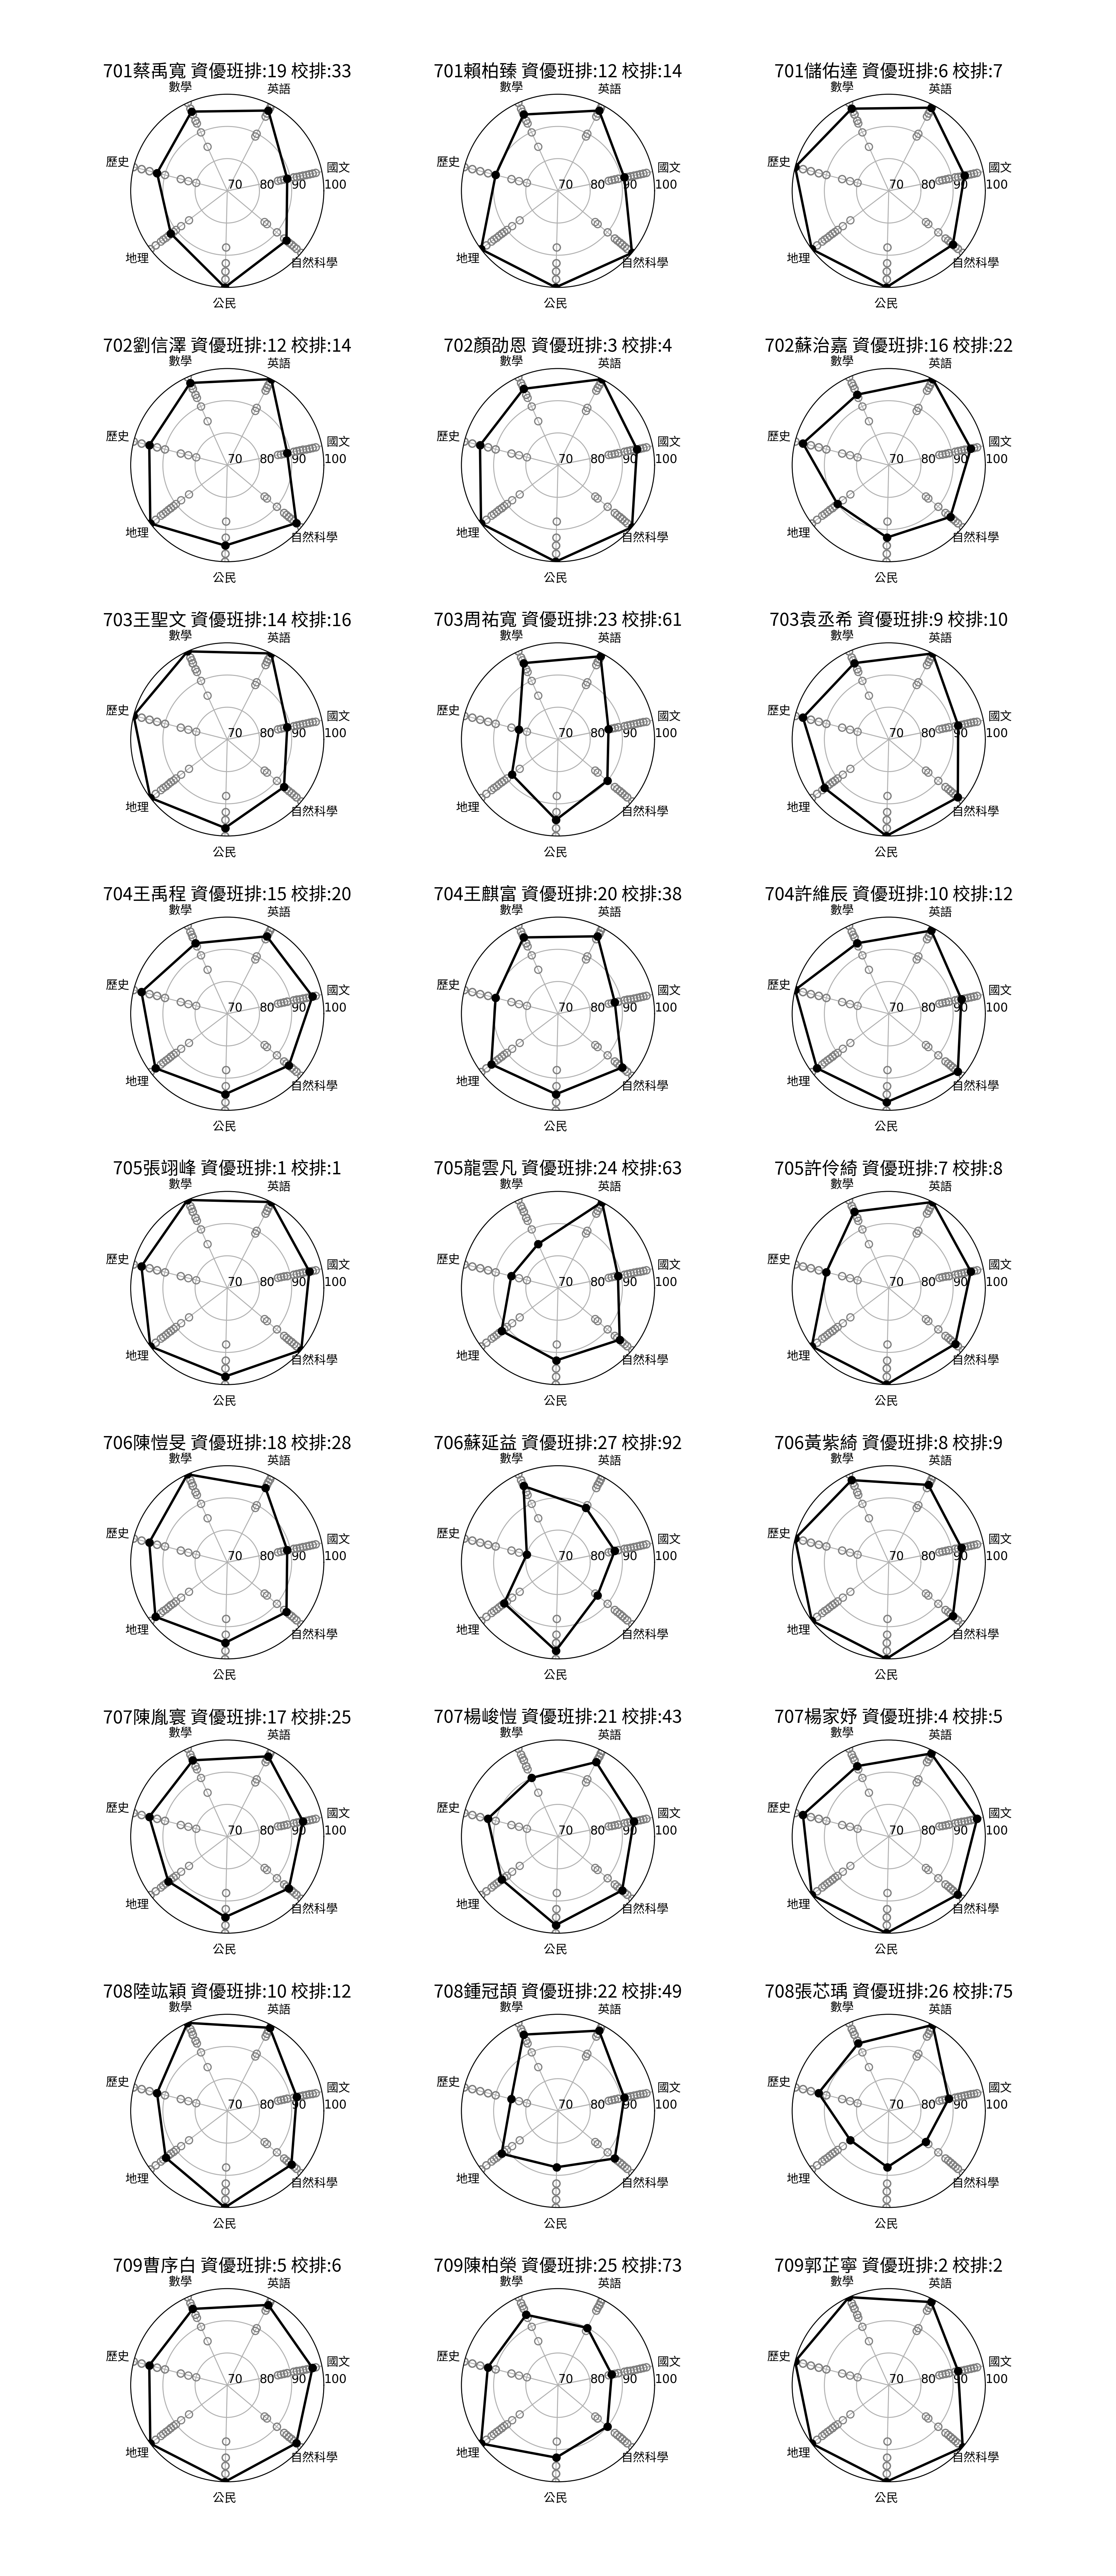 701蔡禹寬 資優班排:19 校排:33
數學
英語
歷史
國文
70 80 90 100
地理
自然科學
公民
701賴柏臻 資優班排:12 校排:14
數學
英語
歷史
國文
70 80 90 100
地理
自然科學
公民
701儲佑達 資優班排:6 校排:7
數學
英語
歷史
國文
70 80 90 100
地理
自然科學
公民
702劉信澤 資優班排:12 校排:14
數學
英語
歷史
國文
70 80 90 100
地理
自然科學
公民
702顏劭恩 資優班排:3 校排:4
數學
英語
歷史
國文
70 80 90 100
地理
自然科學
公民
702蘇治嘉 資優班排:16 校排:22
數學
英語
歷史
國文
70 80 90 100
地理
自然科學
公民
703王聖文 資優班排:14 校排:16
數學
英語
歷史
國文
70 80 90 100
地理
自然科學
公民
703周祐寬 資優班排:23 校排:61
數學
英語
歷史
國文
70 80 90 100
地理
自然科學
公民
703袁丞希 資優班排:9 校排:10
數學
英語
歷史
國文
70 80 90 100
地理
自然科學
公民
704王禹程 資優班排:15 校排:20
數學
英語
歷史
國文
70 80 90 100
地理
自然科學
公民
704王麒富 資優班排:20 校排:38
數學
英語
歷史
國文
70 80 90 100
地理
自然科學
公民
704許維辰 資優班排:10 校排:12
數學
英語
歷史
國文
70 80 90 100
地理
自然科學
公民
705張翊峰 資優班排:1 校排:1
數學
英語
歷史
國文
70 80 90 100
地理
自然科學
公民
705龍雲凡 資優班排:24 校排:63
數學
英語
歷史
國文
70 80 90 100
地理
自然科學
公民
705許伶綺 資優班排:7 校排:8
數學
英語
歷史
國文
70 80 90 100
地理
自然科學
公民
706陳愷旻 資優班排:18 校排:28
數學
英語
歷史
國文
70 80 90 100
地理
自然科學
公民
706蘇延益 資優班排:27 校排:92
數學
英語
歷史
國文
70 80 90 100
地理
自然科學
公民
706黃紫綺 資優班排:8 校排:9
數學
英語
歷史
國文
70 80 90 100
地理
自然科學
公民
707陳胤寰 資優班排:17 校排:25
數學
英語
歷史
國文
70 80 90 100
地理
自然科學
公民
707楊峻愷 資優班排:21 校排:43
數學
英語
歷史
國文
70 80 90 100
地理
自然科學
公民
707楊家妤 資優班排:4 校排:5
數學
英語
歷史
國文
70 80 90 100
地理
自然科學
公民
708陸竑穎 資優班排:10 校排:12
數學
英語
歷史
國文
70 80 90 100
地理
自然科學
公民
708鍾冠頡 資優班排:22 校排:49
數學
英語
歷史
國文
70 80 90 100
地理
自然科學
公民
708張芯瑀 資優班排:26 校排:75
數學
英語
歷史
國文
70 80 90 100
地理
自然科學
公民
709曹序白 資優班排:5 校排:6
數學
英語
歷史
國文
70 80 90 100
地理
自然科學
公民
709陳柏榮 資優班排:25 校排:73
數學
英語
歷史
國文
70 80 90 100
地理
自然科學
公民
709郭芷寧 資優班排:2 校排:2
數學
英語
歷史
國文
70 80 90 100
地理
自然科學
公民